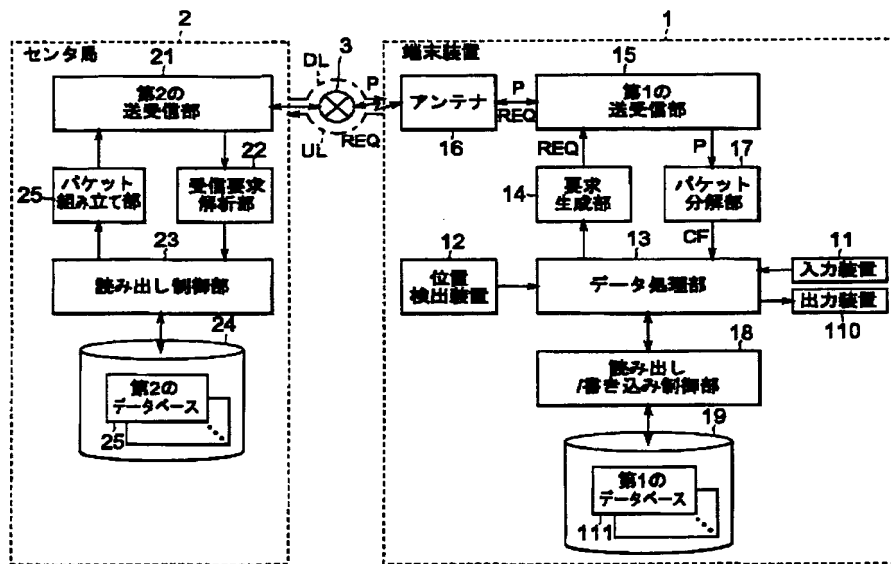 2
1
センタ局
21
第2の
送受信部
DL
3
P
UL
REQ
端末装置
アンテナ
16
P
REQ
15
第1の
送受信部
25
パケット
組み立て部
22
受信要求
解析部
REQ
14
要求
生成部
P
17
パケット
分解部
CF
23
読み出し制御部
12
位置
検出装置
13
データ処理部
11
入力装置
出力装置
110
24
第2の
データベース
25
18
読み出し
/書き込み制御部
19
第1の
データベース
111